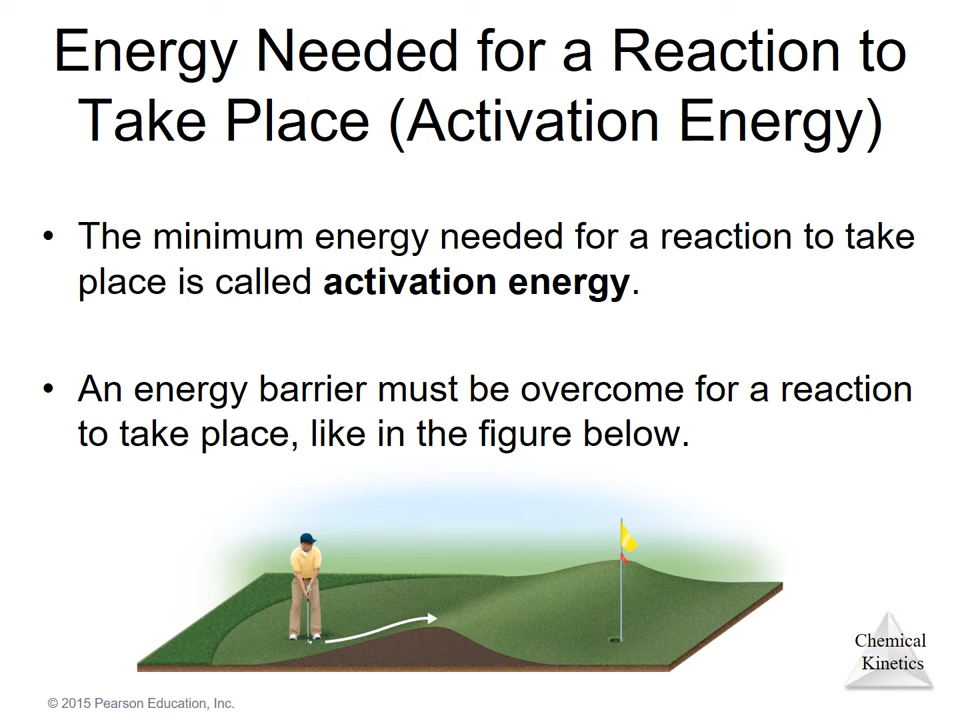 Energy Needed for a Reaction to
Take Place (Activation Energy)
• The minimum energy needed for a reaction to take
place is called activation energy.
• An energy barrier must be overcome for a reaction
to take place, like in the figure below.
Chemical
Kinetics
© 2015 Pearson Education, Inc.